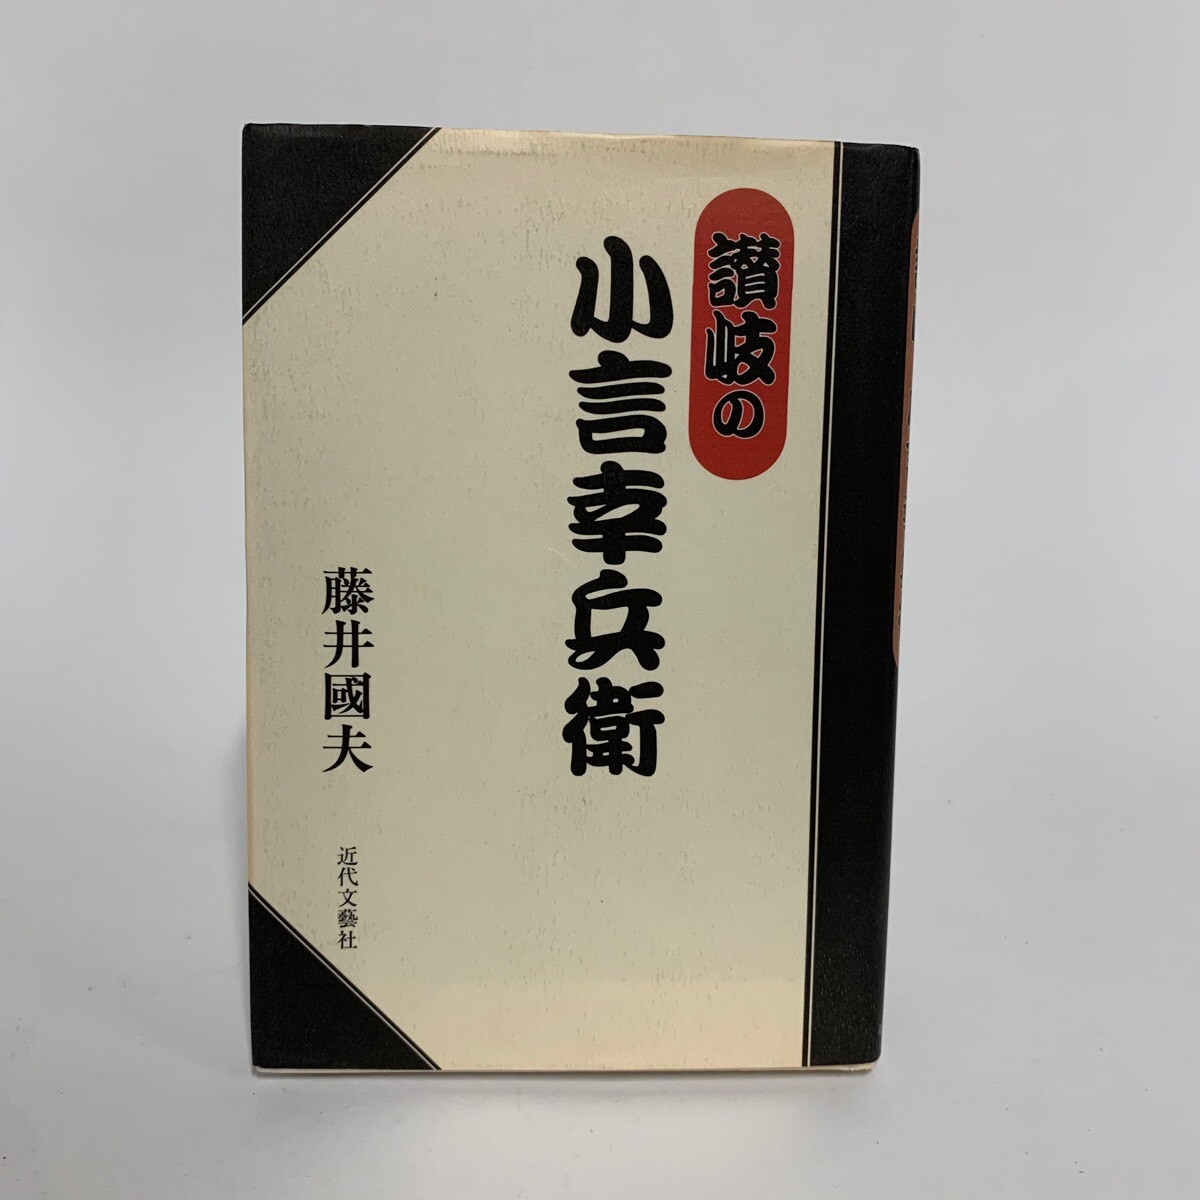 讃岐の
小言幸兵衛
藤井國夫
近代文藝社